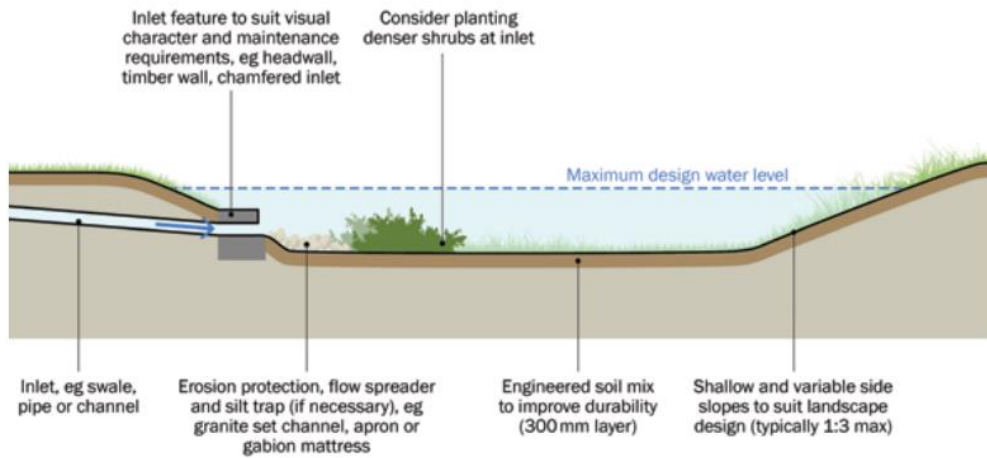 Inlet feature to suit visual
character and maintenance
requirements, eg headwall,
timber wall, chamfered inlet
Consider planting
denser shrubs at inlet
Maximum design water level
Inlet, eg swale,
pipe or channel
Erosion protection, flow spreader
and silt trap (if necessary), eg
granite set channel, apron or
gabion mattress
Engineered soil mix
to improve durability
(300 mm layer)
Shallow and variable side
slopes to suit landscape
design (typically 1:3 max)